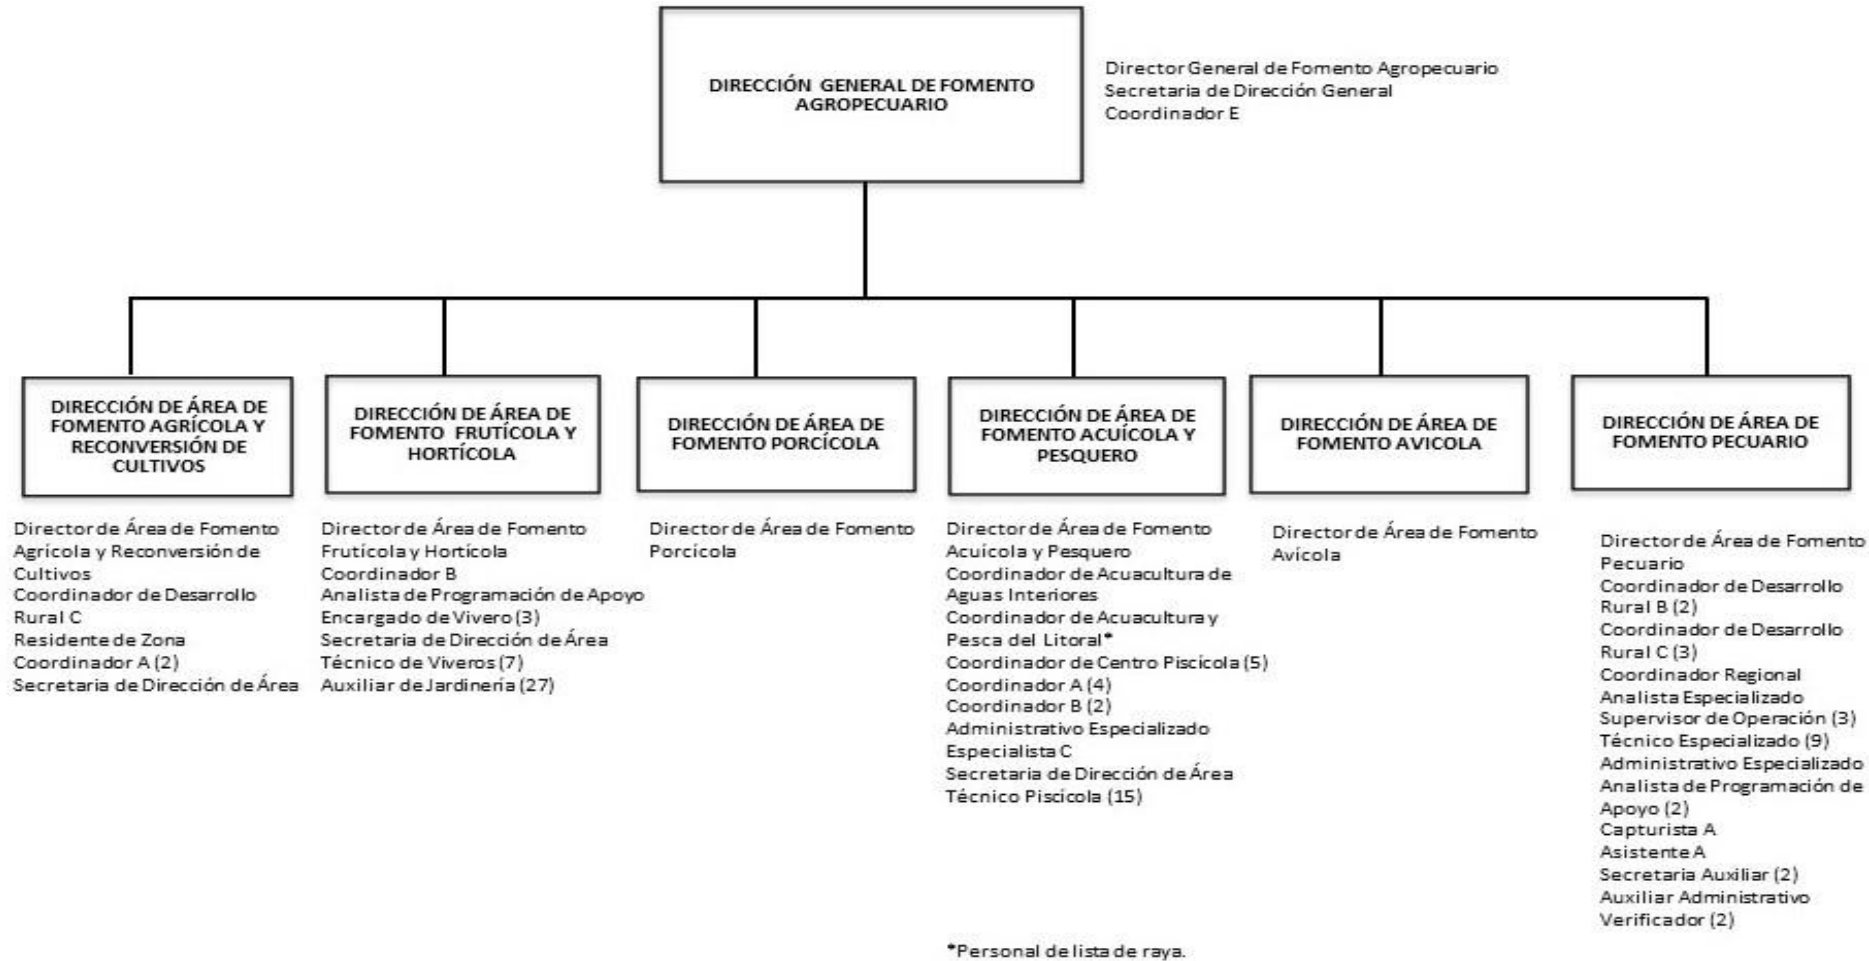 DIRECCIÓN GENERAL DE FOMENTO
AGROPECUARIO
Director General de Fomento Agropecuario
Secretaria de Dirección General
Coordinador E
DIRECCIÓN DE ÁREA DE
FOMENTO AGRÍCOLA Y
RECONVERSIÓN DE
CULTIVOS
Director de Área de Fomento
Agrícola y Reconversión de
Cultivos
Coordinador de Desarrollo
Rural C
Residente de Zona
Coordinador A (2)
Secretaria de Dirección de Área
DIRECCIÓN DE ÁREA DE
FOMENTO FRUTÍCOLA Y
HORTÍCOLA
Director de Área de Fomento
Frutícola y Hortícola
Coordinador B
Analista de Programación de Apoyo
Encargado de Vivero (3)
Secretaria de Dirección de Área
Técnico de Viveros (7)
Auxiliar de Jardinería (27)
DIRECCIÓN DE ÁREA DE
FOMENTO PORCÍCOLA
Director de Área de Fomento
Porcícola
DIRECCIÓN DE ÁREA DE
FOMENTO ACUÍCOLA Y
PESQUERO
Director de Área de Fomento
Acuícola y Pesquero
Coordinador de Acuacultura de
Aguas Interiores
Coordinador de Acuacultura y
Pesca del Litoral*
Coordinador de Centro Piscícola (5)
Coordinador A (4)
Coordinador B (2)
Administrativo Especializado
Especialista C
Secretaria de Dirección de Área
Técnico Piscícola (15)
DIRECCIÓN DE ÁREA DE
FOMENTO AVICOLA
Director de Área de Fomento
Avícola
DIRECCIÓN DE ÁREA DE
FOMENTO PECUARIO
Director de Área de Fomento
Pecuario
Coordinador de Desarrollo
Rural B (2)
Coordinador de Desarrollo
Rural C (3)
Coordinador Regional
Analista Especializado
Supervisor de Operación (3)
Técnico Especializado (9)
Administrativo Especializado
Analista de Programación de
Apoyo (2)
Capturista A
Asistente A
Secretaria Auxiliar (2)
Auxiliar Administrativo
Verificador (2)
*Personal de lista de raya.